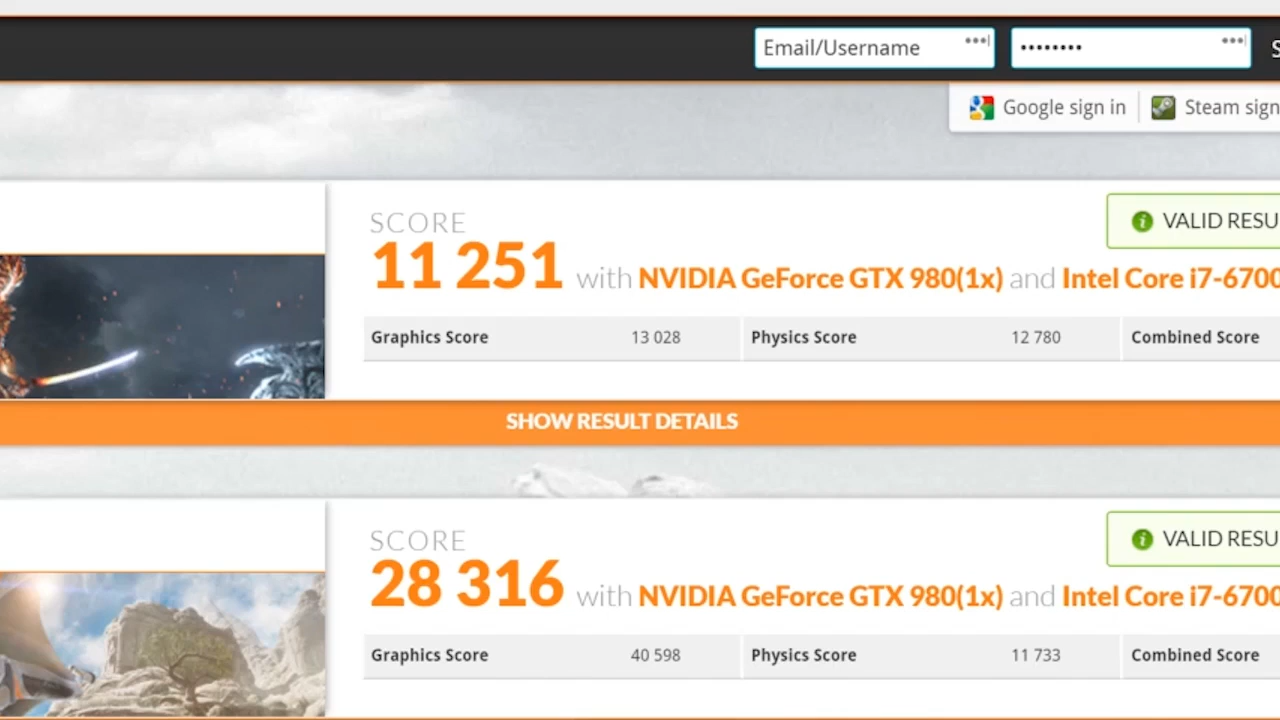 Email/Username
••••••••
Google sign in
Steam sign
SCORE
VALID RESU
11 251 with NVIDIA GeForce GTX 980(1x) and Intel Core i7-6700
Graphics Score 13 028 Physics Score 12 780 Combined Score
SHOW RESULT DETAILS
SCORE
VALID RESU
28 316 with NVIDIA GeForce GTX 980(1x) and Intel Core i7-6700
Graphics Score 40 598 Physics Score 11 733 Combined Score